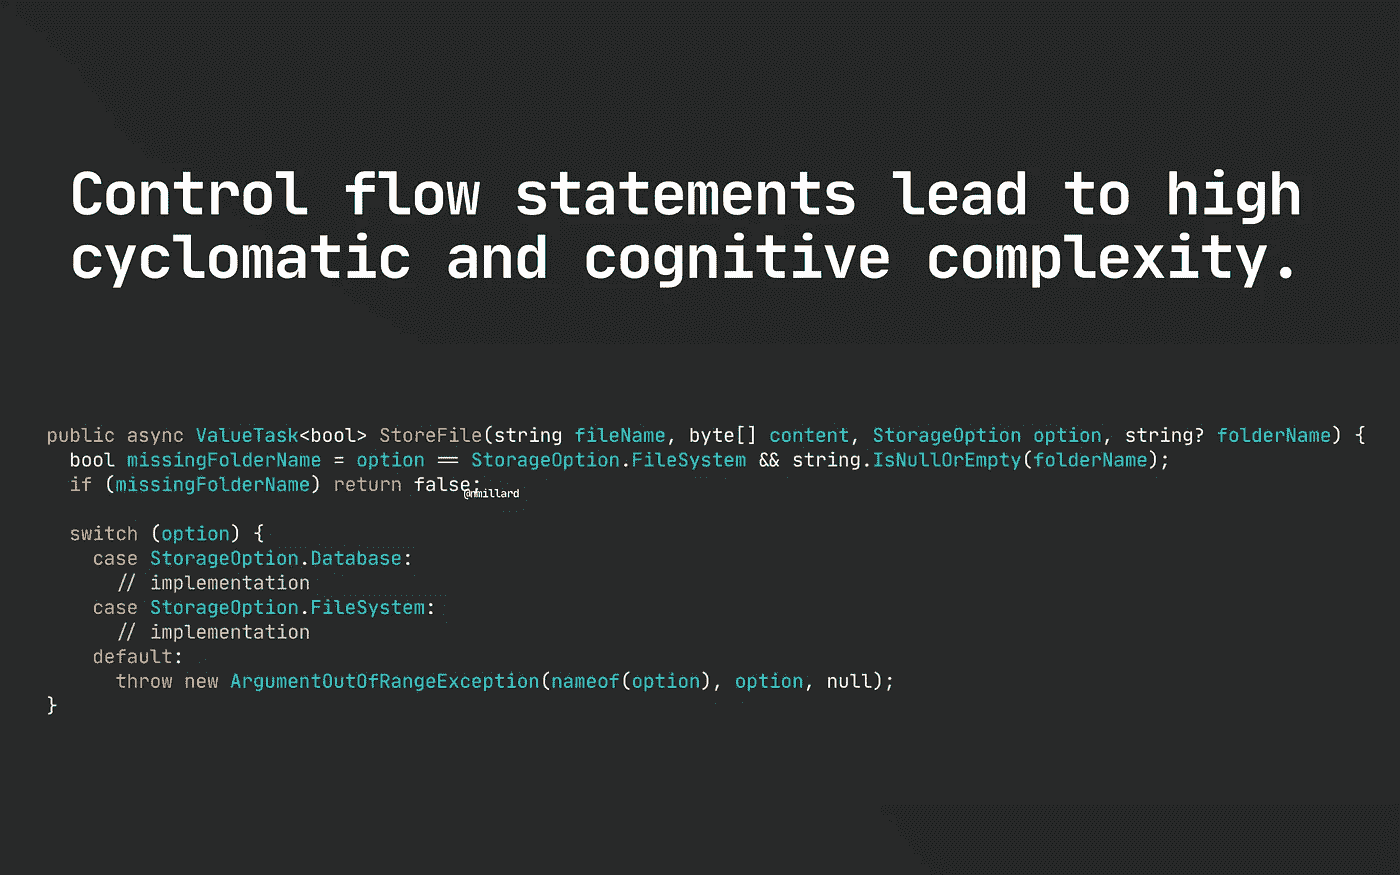 Control flow statements lead to high
cyclomatic and cognitive complexity.
public async ValueTask<bool> StoreFile(string fileName, byte[] content, StorageOption option, string? folderName) {
bool missingFolderName = option == StorageOption.FileSystem && string.IsNullOrEmpty(folderName);
if (missingFolderName) return false;
@nmillard
switch (option) {
case StorageOption.Database:
// implementation
case StorageOption.FileSystem:
// implementation
default:
throw new ArgumentOutOfRangeException(nameof(option), option, null);
}